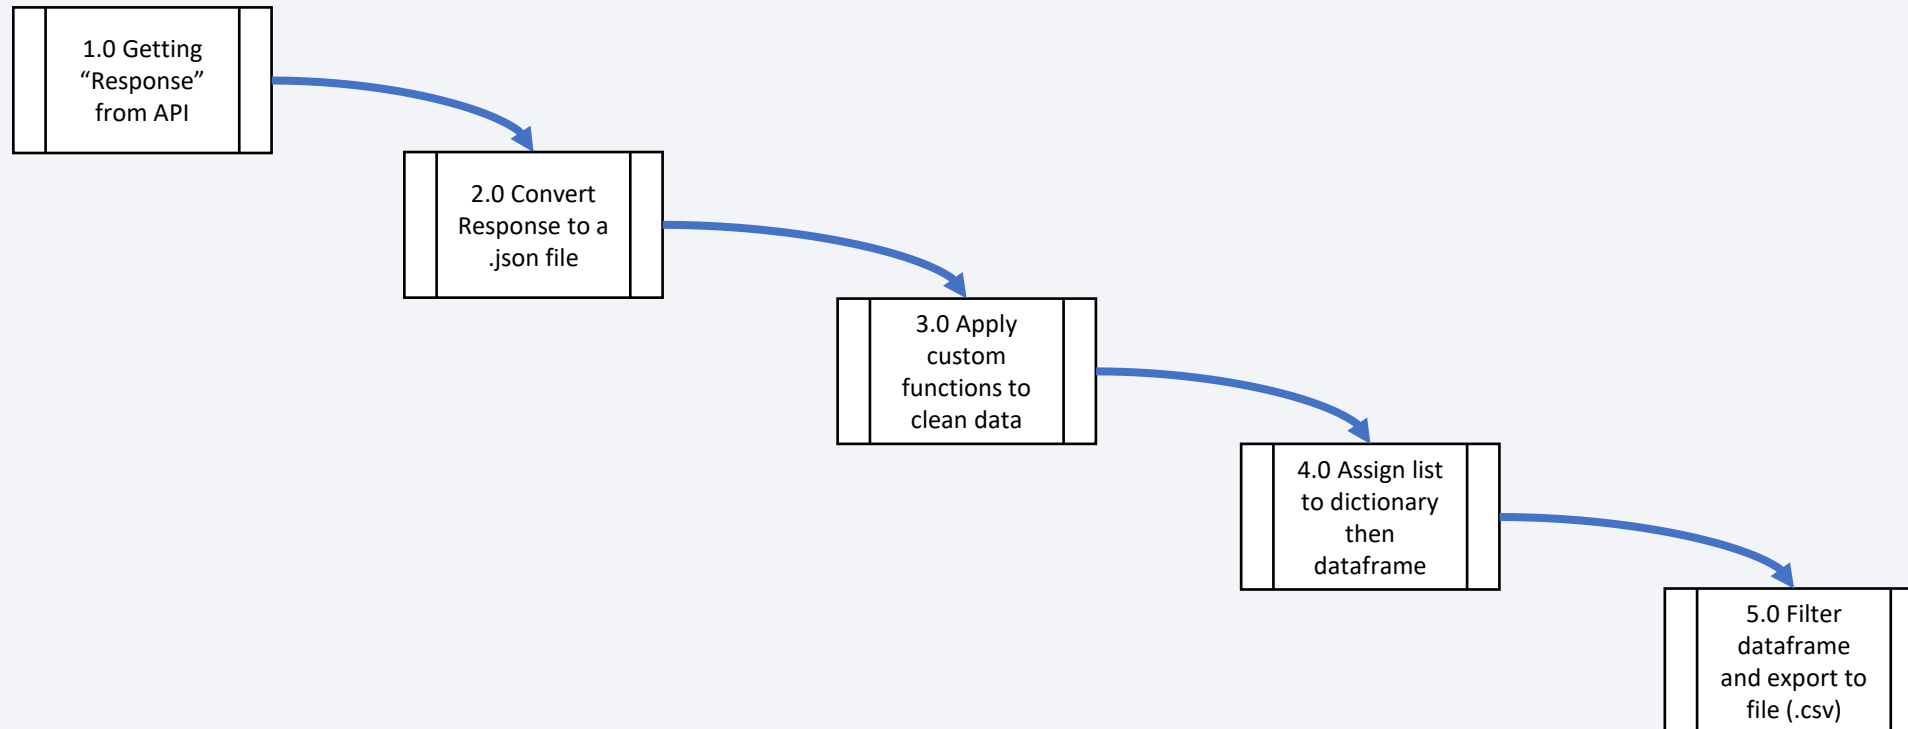 1.0 Getting
“Response”
from API
2.0 Convert
Response to a
.json file
3.0 Apply
custom
functions to
clean data
4.0 Assign list
to dictionary
then
dataframe
5.0 Filter
dataframe
and export to
file (.csv)